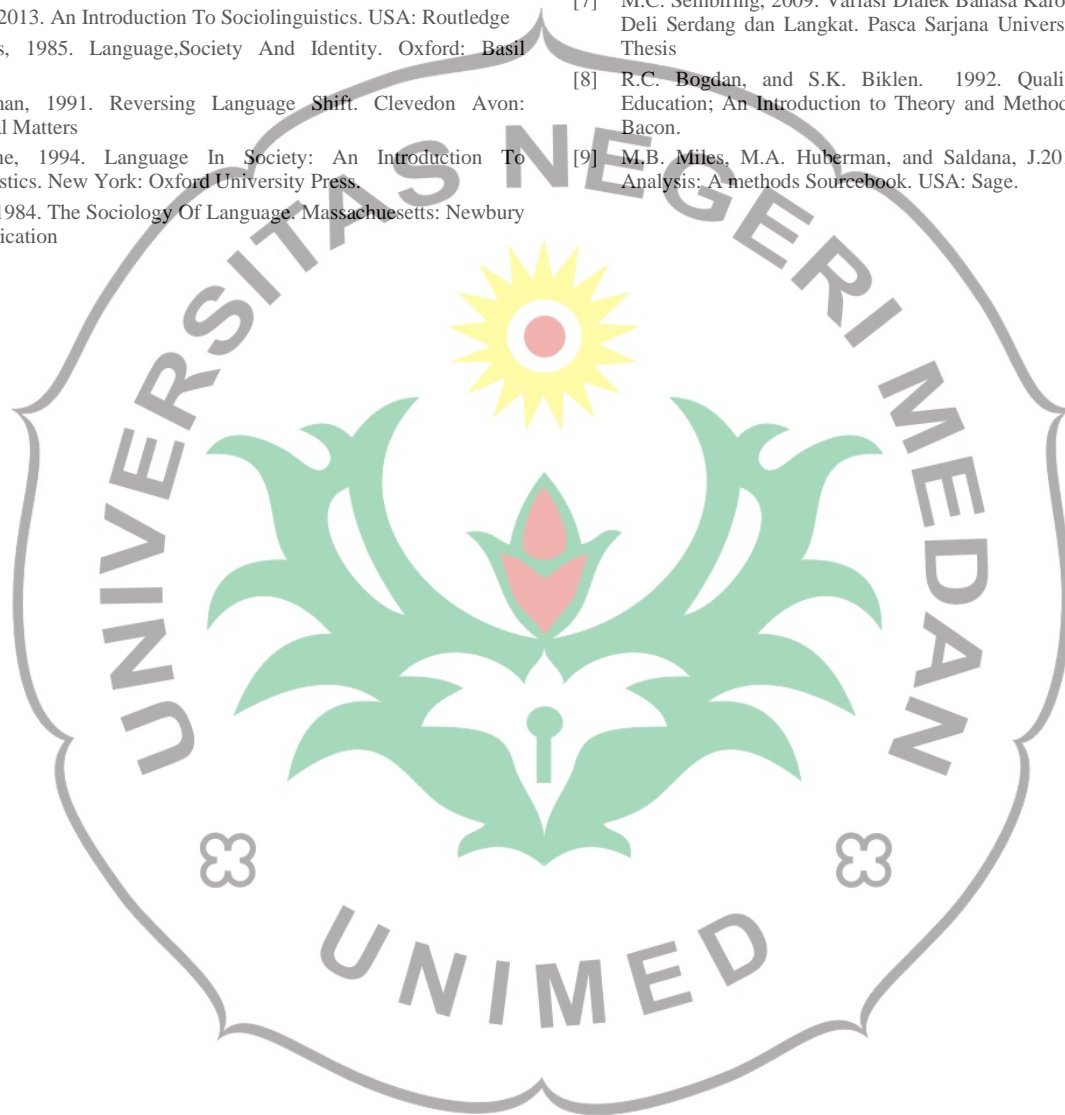 2013. An Introduction To Sociolinguistics. USA: Routledge
s, 1985. Language,Society And Identity. Oxford: Basil
nan, 1991. Reversing Language Shift. Clevedon Avon:
al Matters
ne, 1994. Language In Society: An Introduction To
stics. New York: Oxford University Press.
1984. The Sociology Of Language. Massachuesetts: Newbury
ication
[7] M.C. Sembiring, 2009. Variasi Dialek Bahasa Karo
Deli Serdang dan Langkat. Pasca Sarjana Univers
Thesis
[8] R.C. Bogdan, and S.K. Biklen. 1992. Quali
Education; An Introduction to Theory and Method
Bacon.
[9] M.B. Miles, M.A. Huberman, and Saldana, J.201
Analysis: A methods Sourcebook. USA: Sage.
UNIVERSITAS NEGERI MEDAN
UNIMED